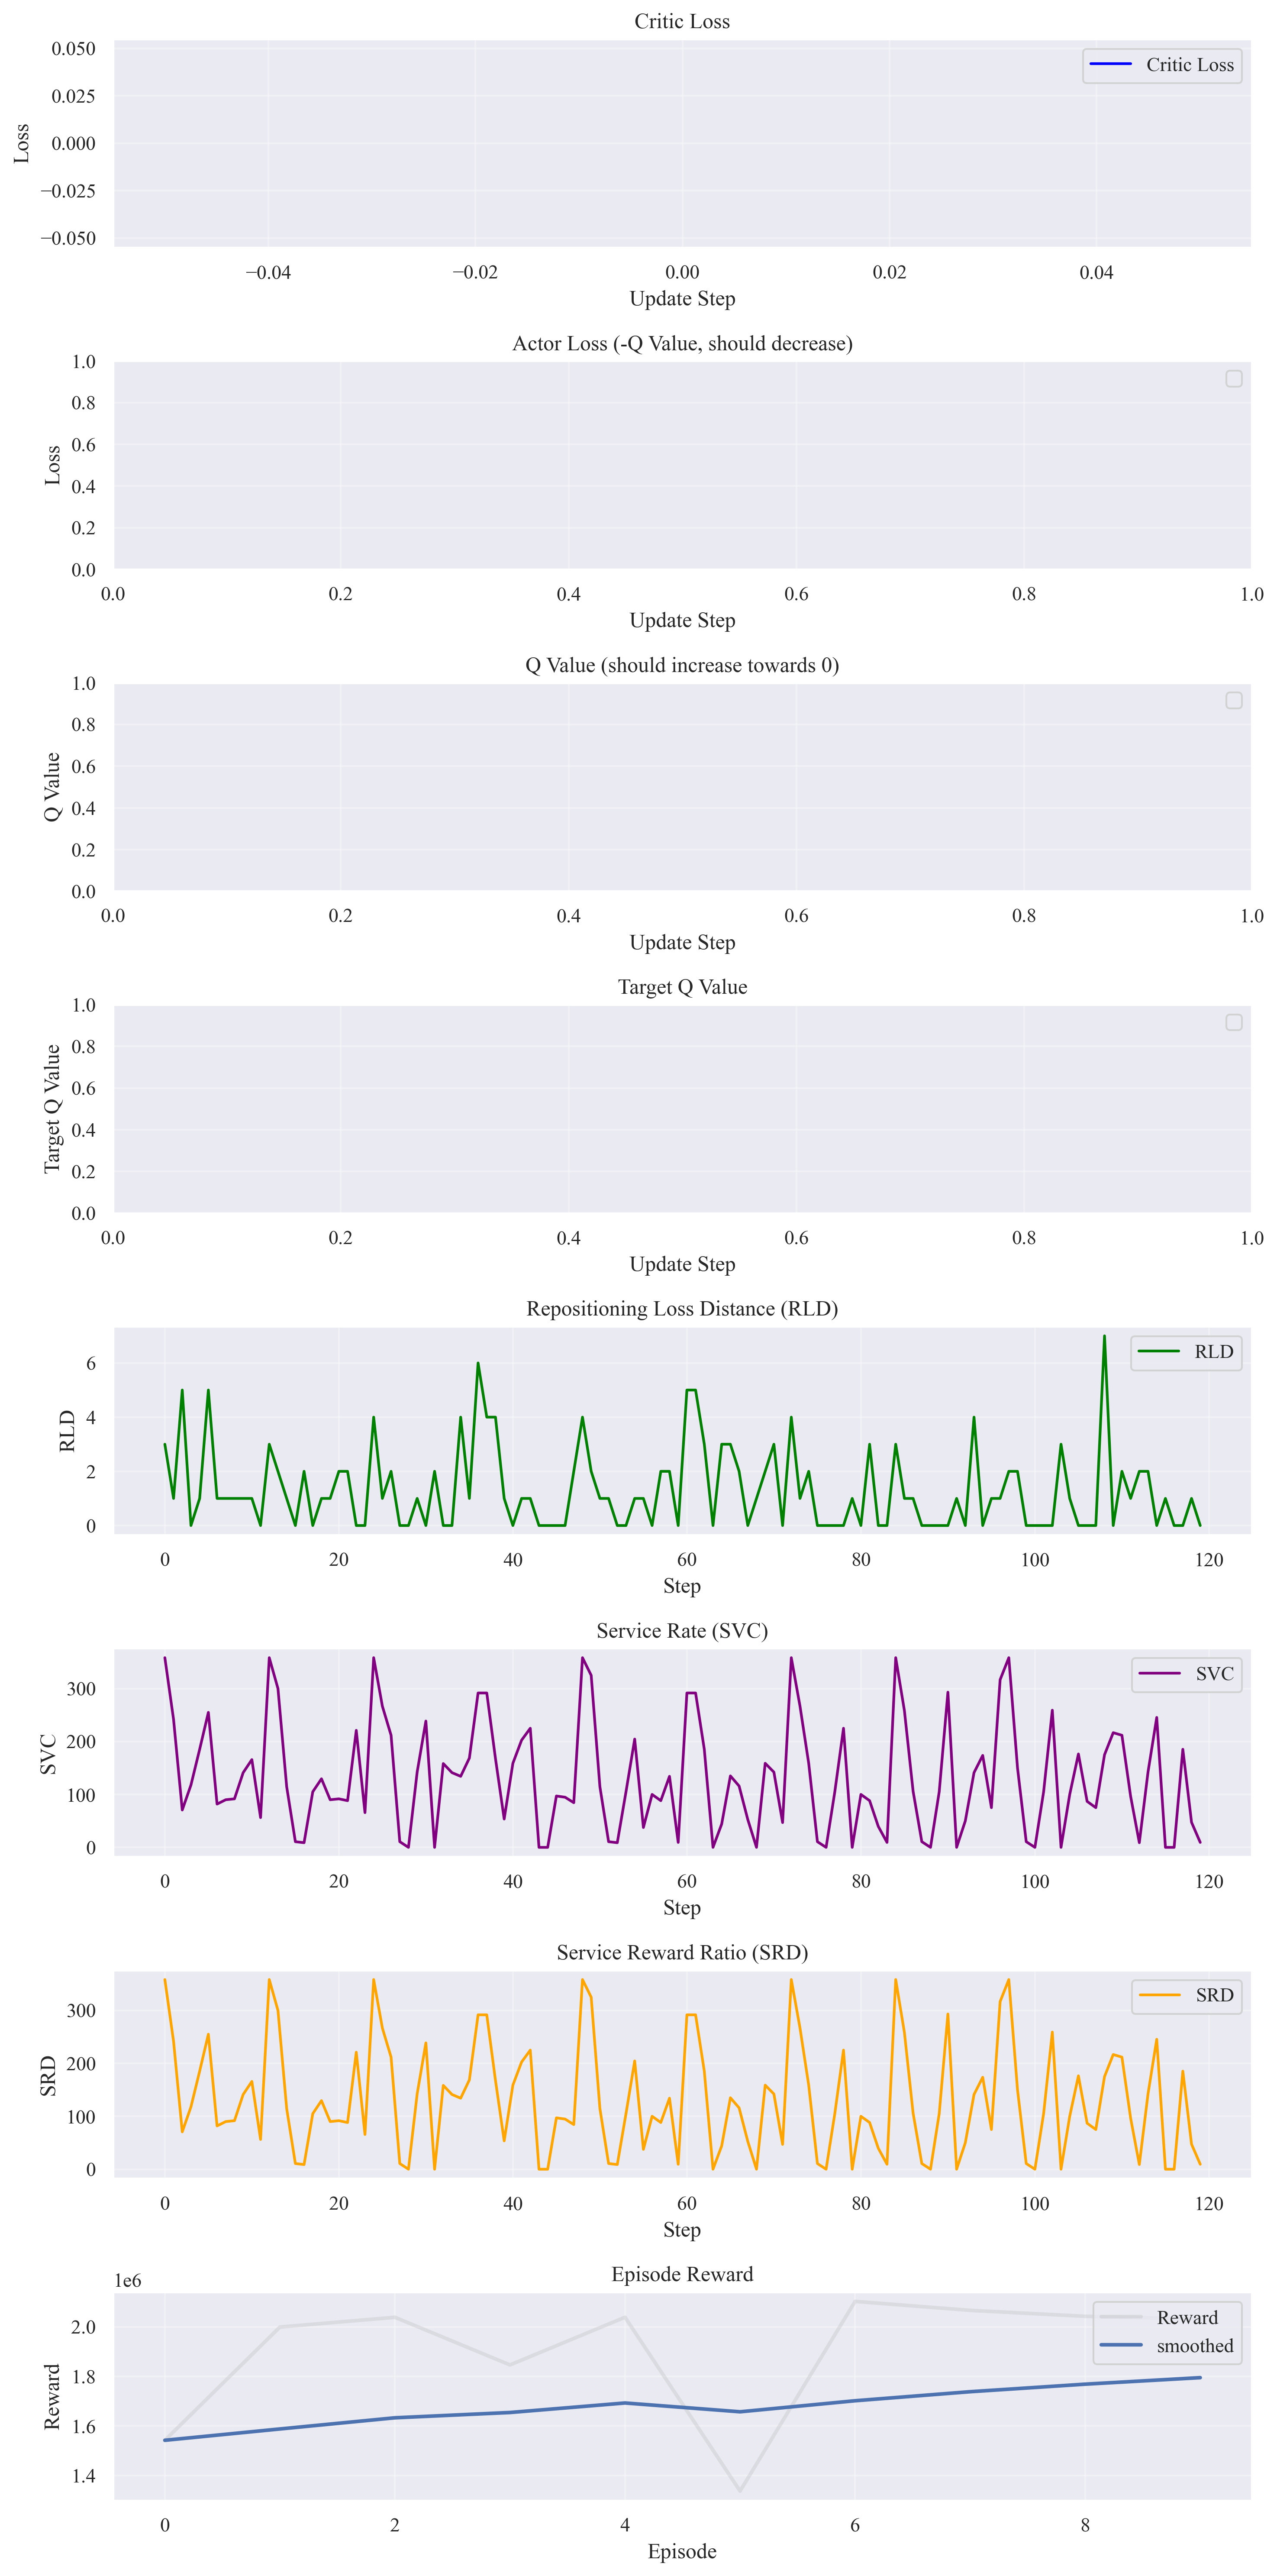 Critic Loss
0.050
Critic Loss
0.025
0.000
Loss
−0.025
−0.050
−0.04 −0.02 0.00 0.02 0.04
Update Step
Actor Loss (-Q Value, should decrease)
1.0
0.8
0.6
Loss
0.4
0.2
0.0
0.0 0.2 0.4 0.6 0.8 1.0
Update Step
Q Value (should increase towards 0)
1.0
0.8
0.6
Q Value
0.4
0.2
0.0
0.0 0.2 0.4 0.6 0.8 1.0
Update Step
Target Q Value
1.0
0.8
0.6
Target Q Value
0.4
0.2
0.0
0.0 0.2 0.4 0.6 0.8 1.0
Update Step
Repositioning Loss Distance (RLD)
RLD
6
4
RLD
2
0
0 20 40 60 80 100 120
Step
Service Rate (SVC)
SVC
300
200
SVC
100
0
0 20 40 60 80 100 120
Step
Service Reward Ratio (SRD)
SRD
300
200
SRD
100
0
0 20 40 60 80 100 120
Step
Episode Reward
1e6
Reward
2.0
smoothed
1.8
Reward
1.6
1.4
0 2 4 6 8
Episode